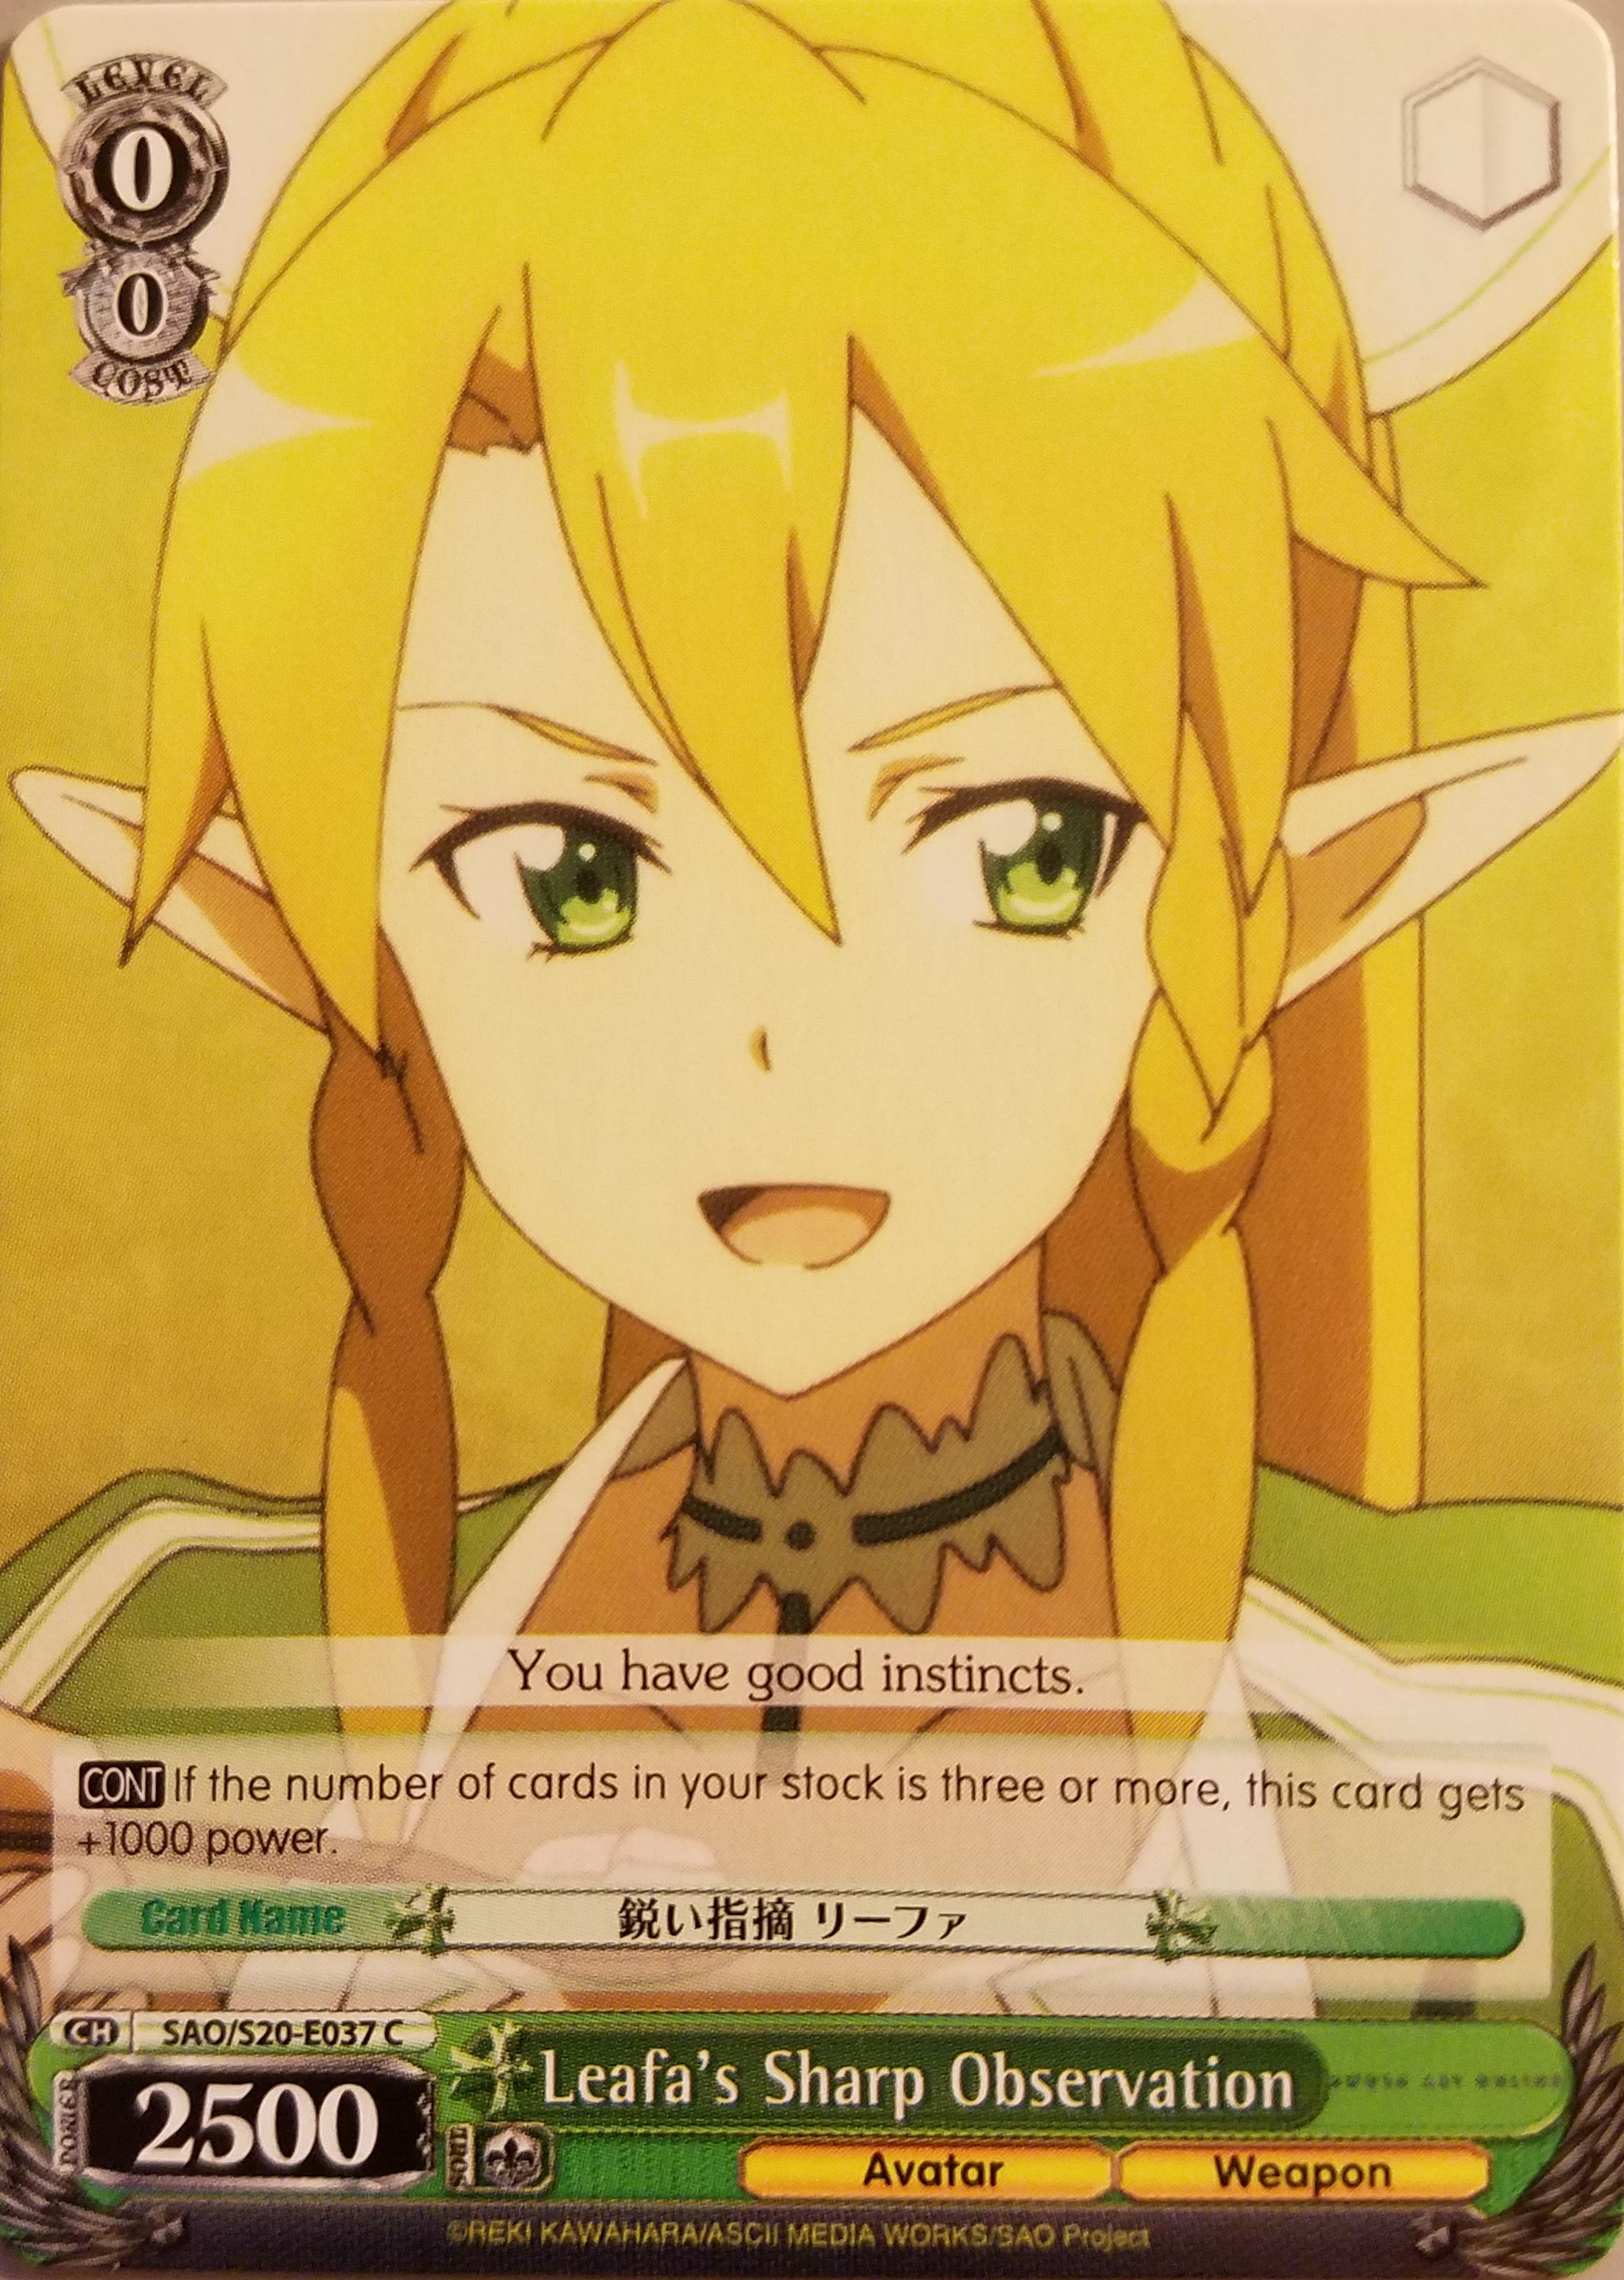 LEVEL
0
0
COST
You have good instincts.
CONT If the number of cards in your stock is three or more, this card gets
+1000 power.
Card Name
鋭い指摘 リーファ
CH SAO/S20-E037 C
Leafa's Sharp Observation
POWER
2500
SOUL
Avatar
Weapon
©REKI KAWAHARA/ASCII MEDIA WORKS/SAO Project